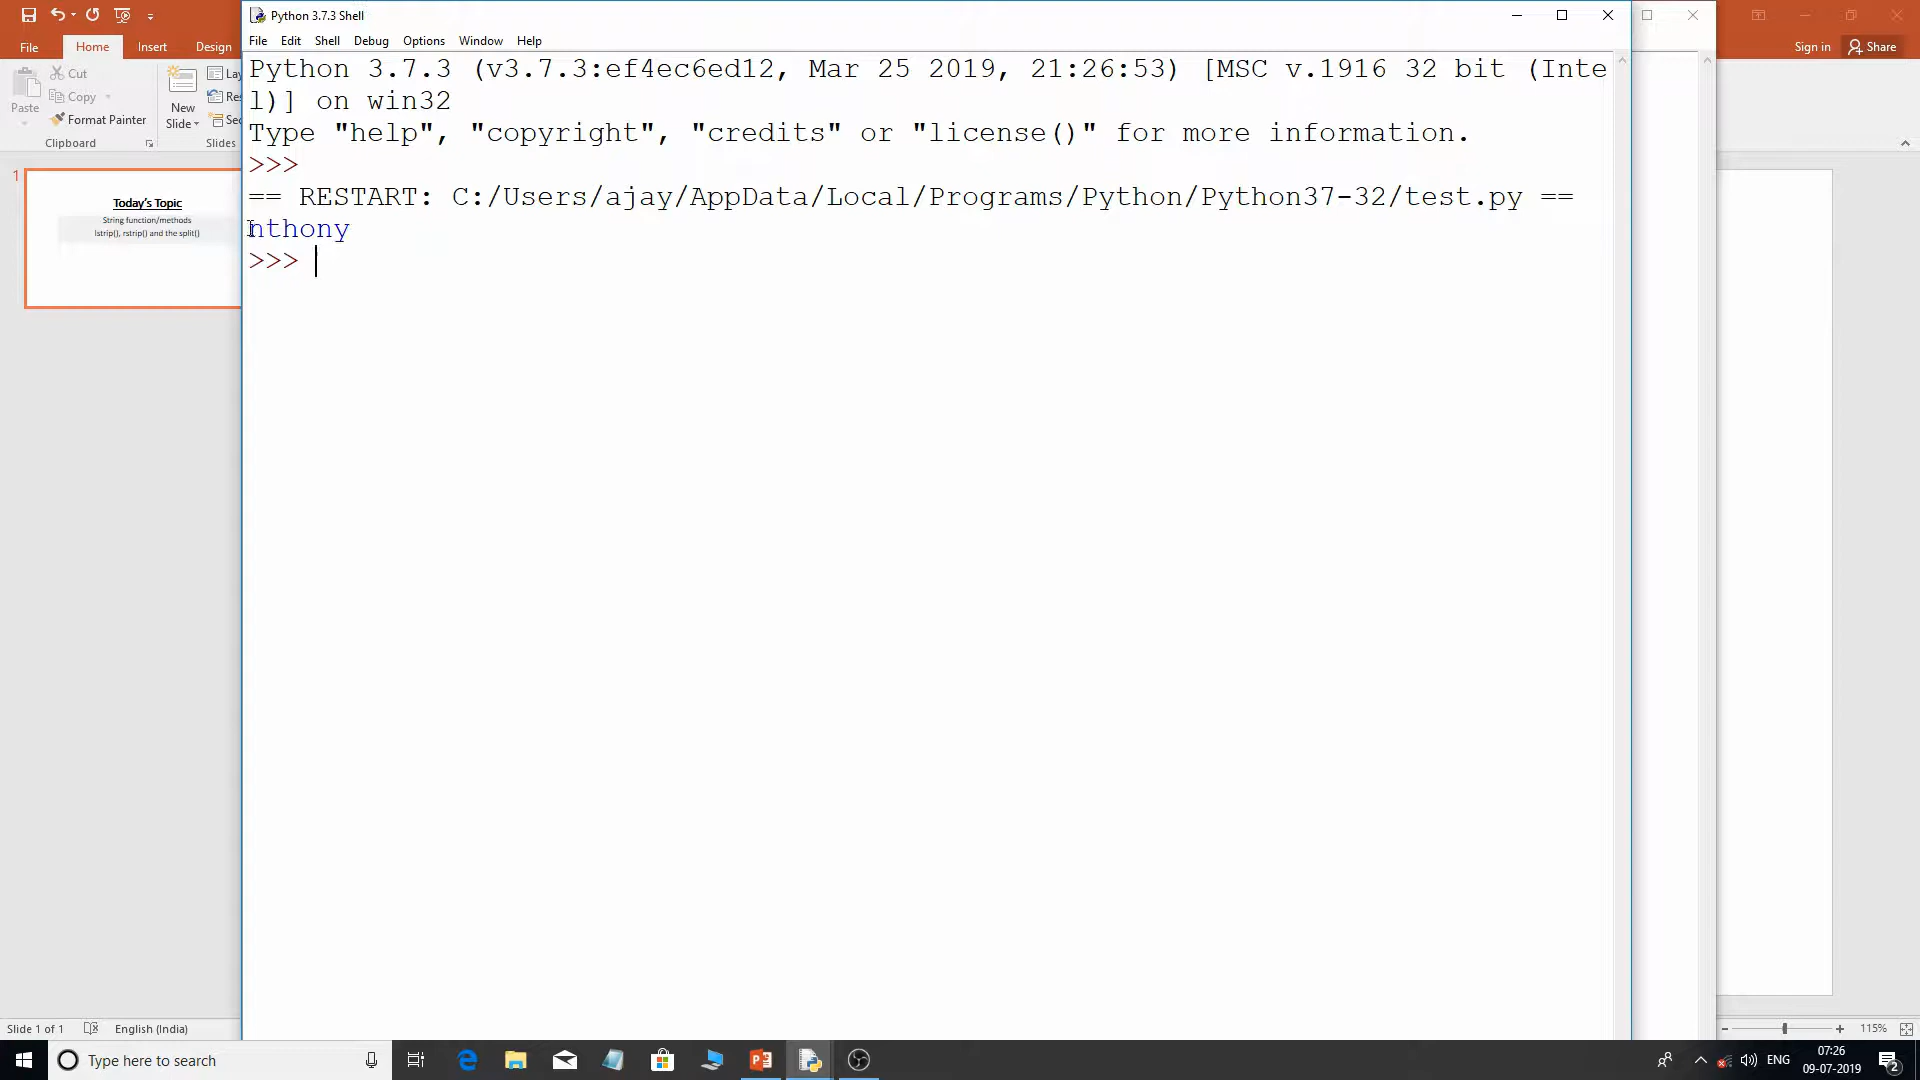 Python 3.7.3 Shell
File Edit Shell Debug Options Window Help
File Home Insert Design
Sign in Share
Cut
Copy
Format Painter
Paste
Clipboard
New
Slide
Lay
Res
Sec
Slides
Python 3.7.3 (v3.7.3:ef4ec6ed12, Mar 25 2019, 21:26:53) [MSC v.1916 32 bit (Inte
l)] on win32
Type "help", "copyright", "credits" or "license()" for more information.
>>>
== RESTART: C:/Users/ajay/AppData/Local/Programs/Python/Python37-32/test.py ==
nthony
>>>
1
Today's Topic
String function/methods
lstrip(), rstrip() and the split()
Slide 1 of 1 English (India)
115%
Type here to search
ENG
07:26
09-07-2019
2